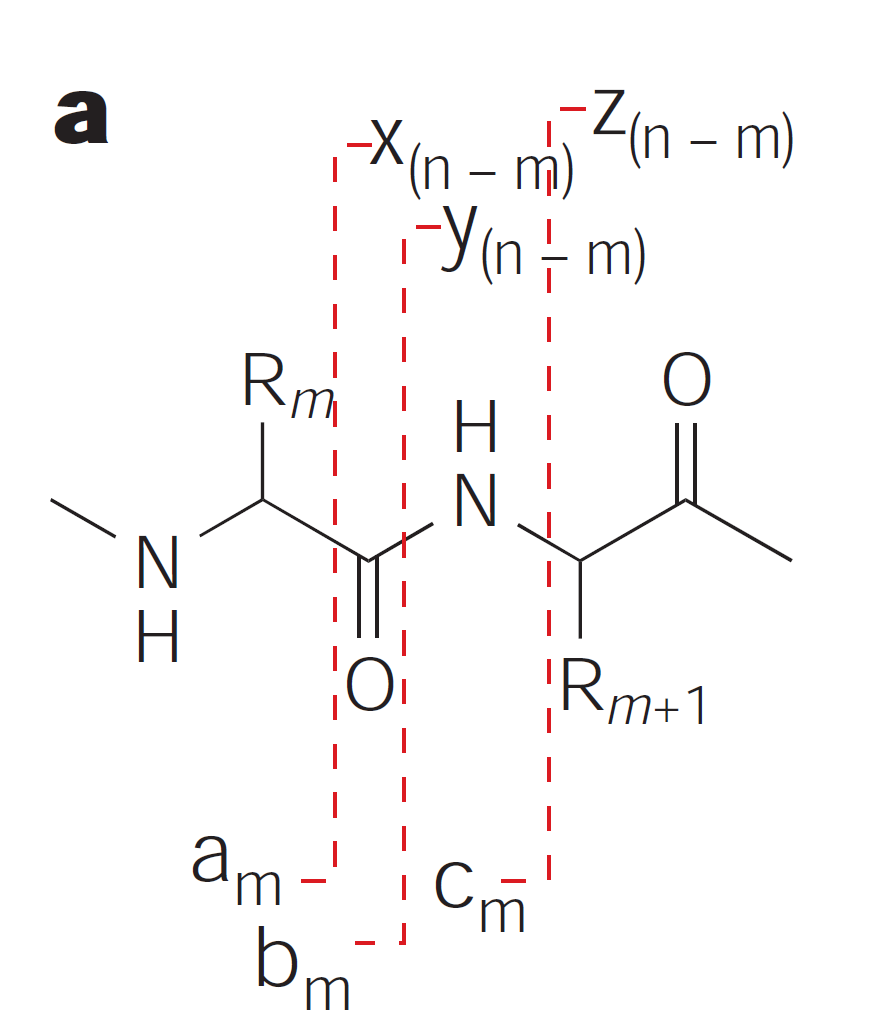 a
x(n – m)
z(n – m)
y(n – m)
Rm
O
H
N
N
H
O
Rm+1
am
cm
bm